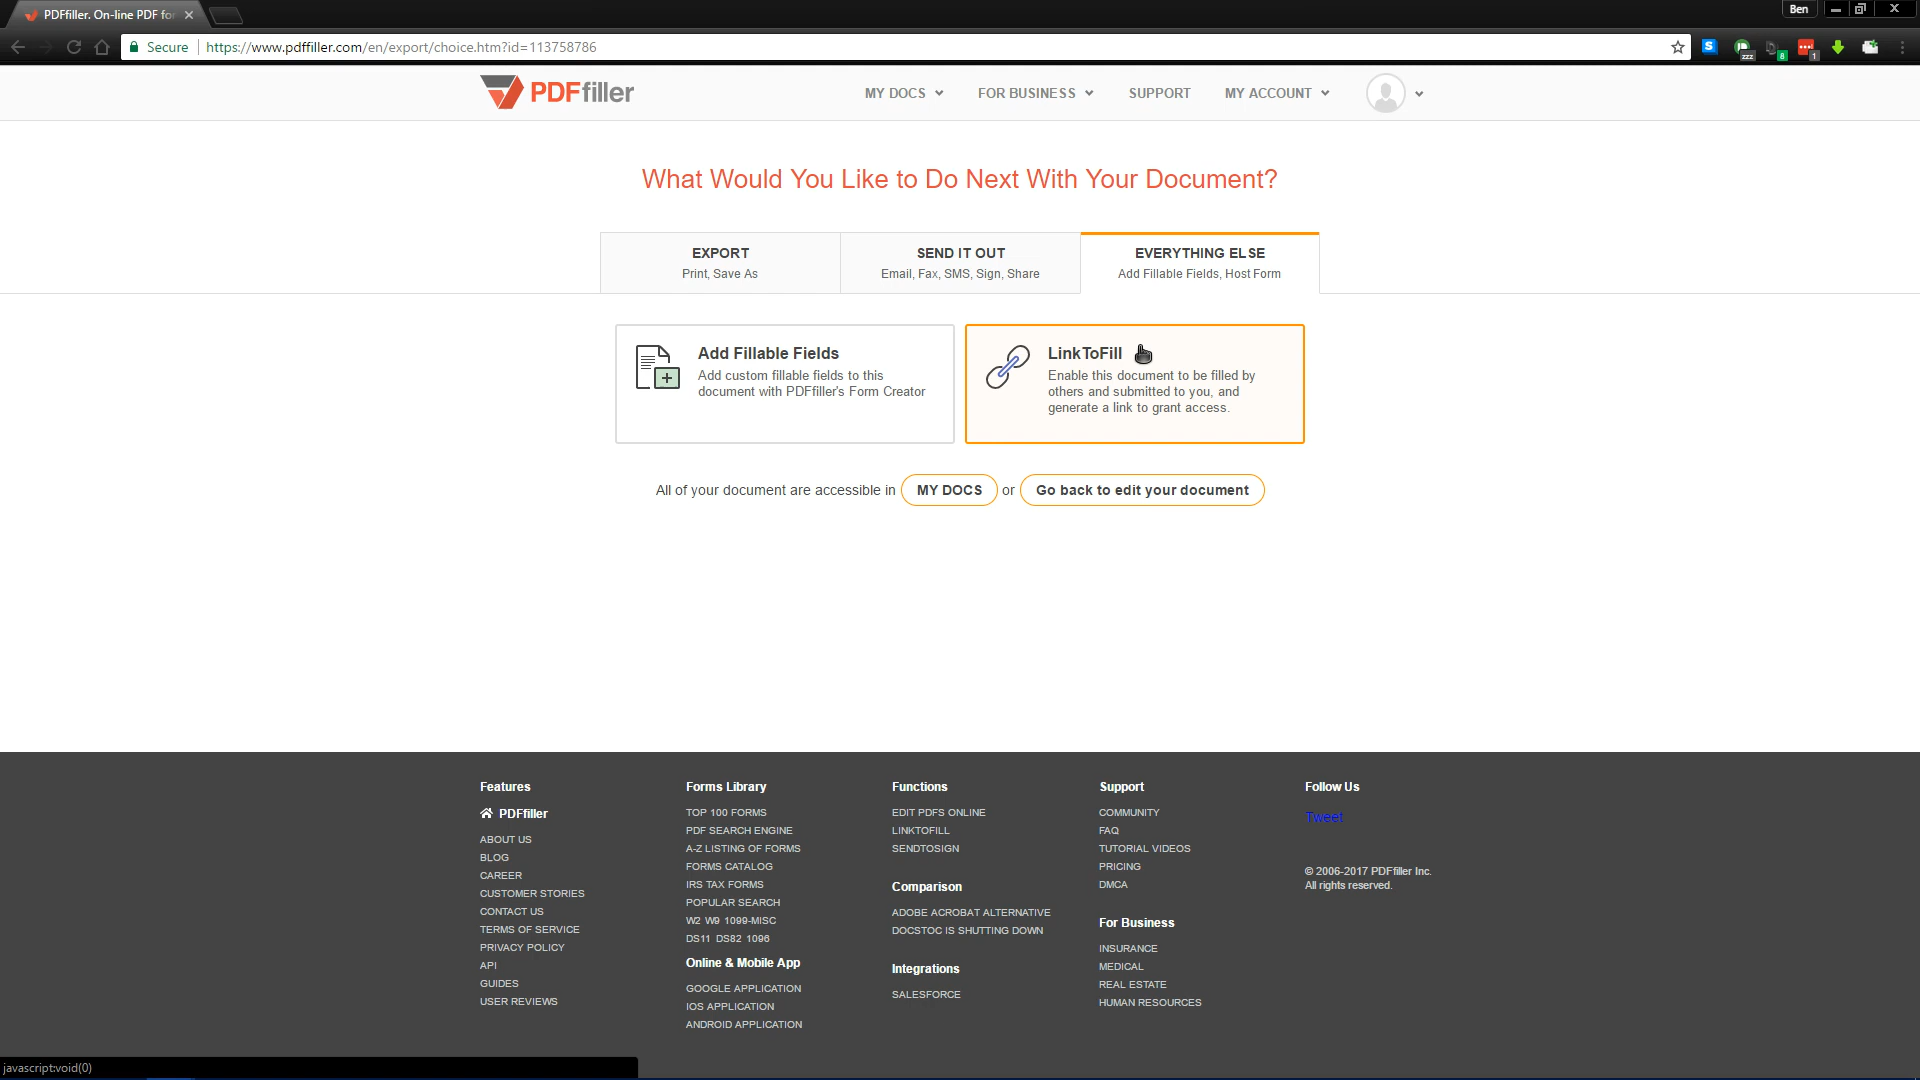 PDFfiller. On-line PDF for
Ben
Secure
https://www.pdffiller.com/en/export/choice.htm?id=113758786
S
zzz
8
1
PDFfiller
MY DOCS
FOR BUSINESS
SUPPORT
MY ACCOUNT
What Would You Like to Do Next With Your Document?
EXPORT
Print, Save As
SEND IT OUT
Email, Fax, SMS, Sign, Share
EVERYTHING ELSE
Add Fillable Fields, Host Form
Add Fillable Fields
Add custom fillable fields to this
document with PDFfiller's Form Creator
LinkToFill
Enable this document to be filled by
others and submitted to you, and
generate a link to grant access.
All of your document are accessible in MY DOCS or Go back to edit your document
Features
PDFfiller
ABOUT US
BLOG
CAREER
CUSTOMER STORIES
CONTACT US
TERMS OF SERVICE
PRIVACY POLICY
API
GUIDES
USER REVIEWS
Forms Library
TOP 100 FORMS
PDF SEARCH ENGINE
A-Z LISTING OF FORMS
FORMS CATALOG
IRS TAX FORMS
POPULAR SEARCH
W2 W9 1099-MISC
DS11 DS82 1096
Online & Mobile App
GOOGLE APPLICATION
IOS APPLICATION
ANDROID APPLICATION
Functions
EDIT PDFS ONLINE
LINKTOFILL
SENDTOSIGN
Comparison
ADOBE ACROBAT ALTERNATIVE
DOCSTOC IS SHUTTING DOWN
Integrations
SALESFORCE
Support
COMMUNITY
FAQ
TUTORIAL VIDEOS
PRICING
DMCA
For Business
INSURANCE
MEDICAL
REAL ESTATE
HUMAN RESOURCES
Follow Us
Tweet
© 2006-2017 PDFfiller Inc.
All rights reserved.
javascript:void(0)